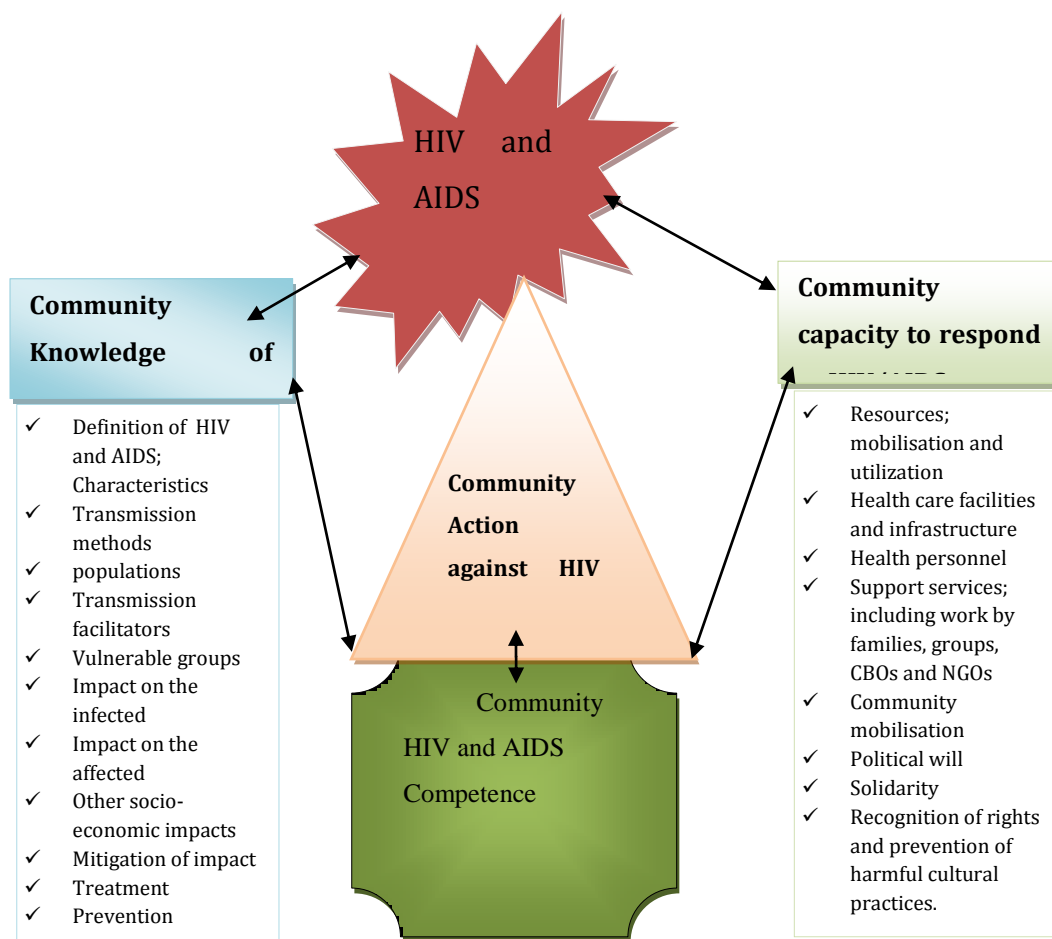 HIV and
AIDS
Community
Knowledge of
✓ Definition of HIV
and AIDS;
Characteristics
✓ Transmission
methods
✓ populations
✓ Transmission
facilitators
✓ Vulnerable groups
✓ Impact on the
infected
✓ Impact on the
affected
✓ Other socio-
economic impacts
✓ Mitigation of impact
✓ Treatment
✓ Prevention
Community
Action
against HIV
Community
HIV and AIDS
Competence
Community
capacity to respond
✓ Resources;
mobilisation and
utilization
✓ Health care facilities
and infrastructure
✓ Health personnel
✓ Support services;
including work by
families, groups,
CBOs and NGOs
✓ Community
mobilisation
✓ Political will
✓ Solidarity
✓ Recognition of rights
and prevention of
harmful cultural
practices.